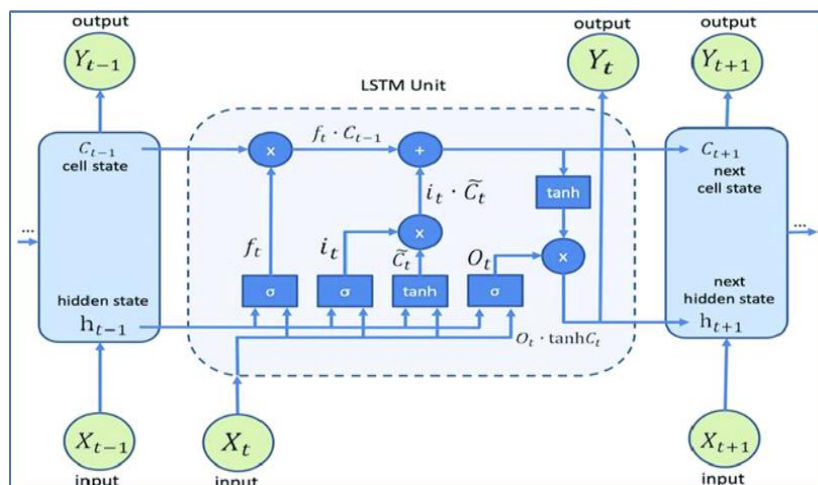 output
output
output
Y_{t-1}
Y_t
Y_{t+1}
LSTM Unit
C_{t-1}
cell state
x
f_t · C_{t-1}
+
C_{t+1}
next
cell state
tanh
i_t · C̃_t
...
f_t
i_t
x
C̃_t
O_t
x
...
σ
σ
tanh
σ
hidden state
h_{t-1}
next
hidden state
h_{t+1}
O_t · tanhC_t
X_{t-1}
X_t
X_{t+1}
input
input
input